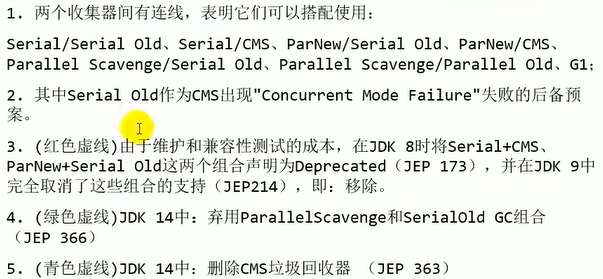 1. 两个收集器间有连线，表明它们可以搭配使用：
Serial/Serial Old、Serial/CMS、ParNew/Serial Old、ParNew/CMS、
Parallel Scavenge/Serial Old、Parallel Scavenge/Parallel Old、G1；
2. 其中Serial Old作为CMS出现"Concurrent Mode Failure"失败的后备预
案。
3. (红色虚线)由于维护和兼容性测试的成本，在JDK 8时将Serial+CMS、
ParNew+Serial Old这两个组合声明为Deprecated（JEP 173），并在JDK 9中
完全取消了这些组合的支持（JEP214），即：移除。
4. (绿色虚线)JDK 14中：弃用ParallelScavenge和SerialOld GC组合
（JEP 366）
5. (青色虚线)JDK 14中：删除CMS垃圾回收器 （JEP 363）